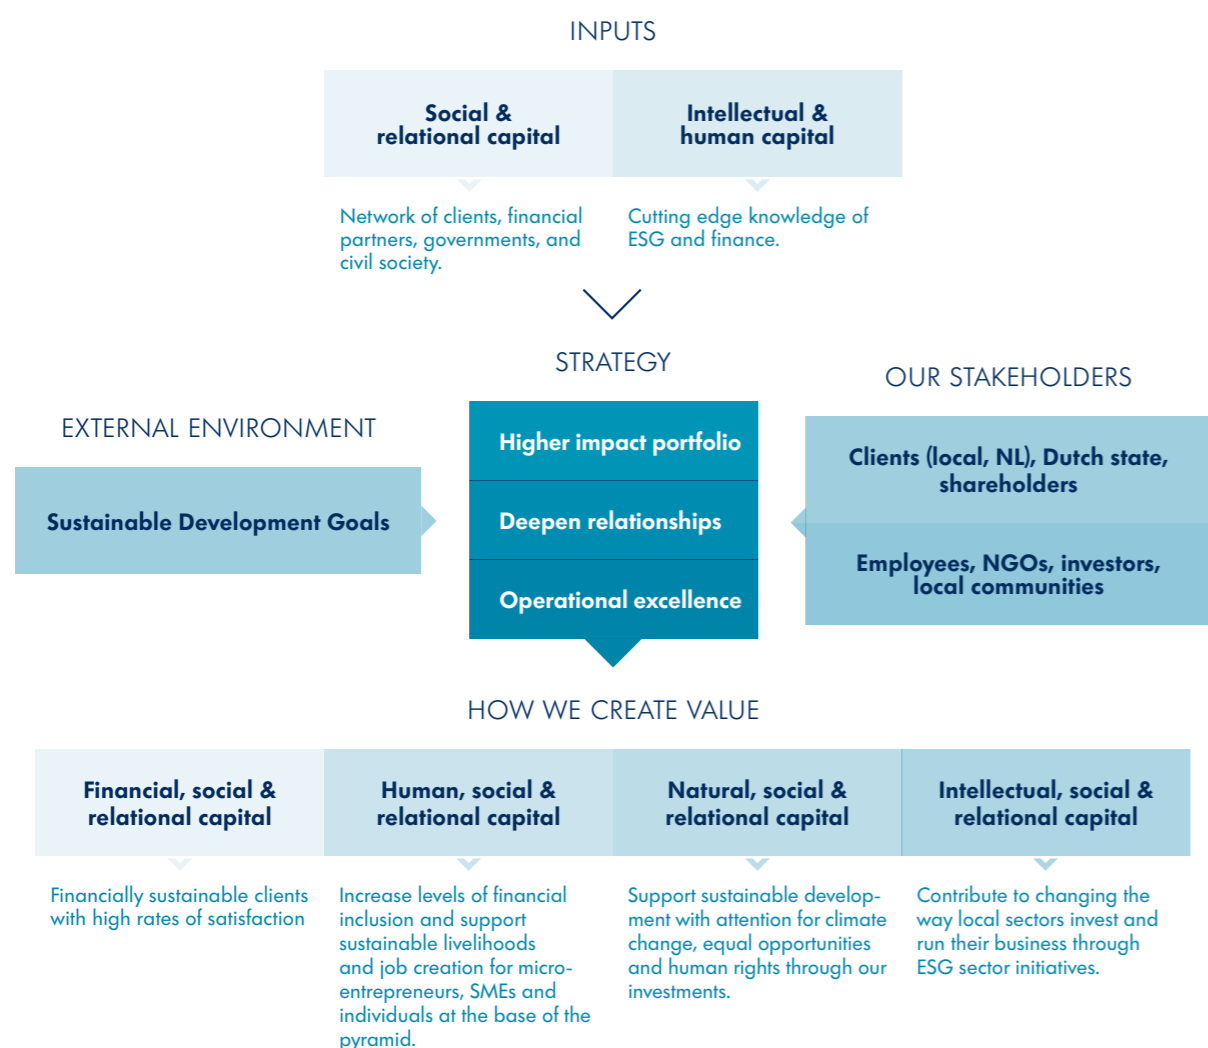 INPUTS
Social &
relational capital
Intellectual &
human capital
Network of clients, financial
partners, governments, and
civil society.
Cutting edge knowledge of
ESG and finance.
STRATEGY
Higher impact portfolio
Deepen relationships
Operational excellence
EXTERNAL ENVIRONMENT
Sustainable Development Goals
OUR STAKEHOLDERS
Clients (local, NL), Dutch state,
shareholders
Employees, NGOs, investors,
local communities
HOW WE CREATE VALUE
Financial, social &
relational capital
Financially sustainable clients
with high rates of satisfaction
Human, social &
relational capital
Increase levels of financial
inclusion and support
sustainable livelihoods
and job creation for micro-
entrepreneurs, SMEs and
individuals at the base of the
pyramid.
Natural, social &
relational capital
Support sustainable develop-
ment with attention for climate
change, equal opportunities
and human rights through our
investments.
Intellectual, social &
relational capital
Contribute to changing the
way local sectors invest and
run their business through
ESG sector initiatives.